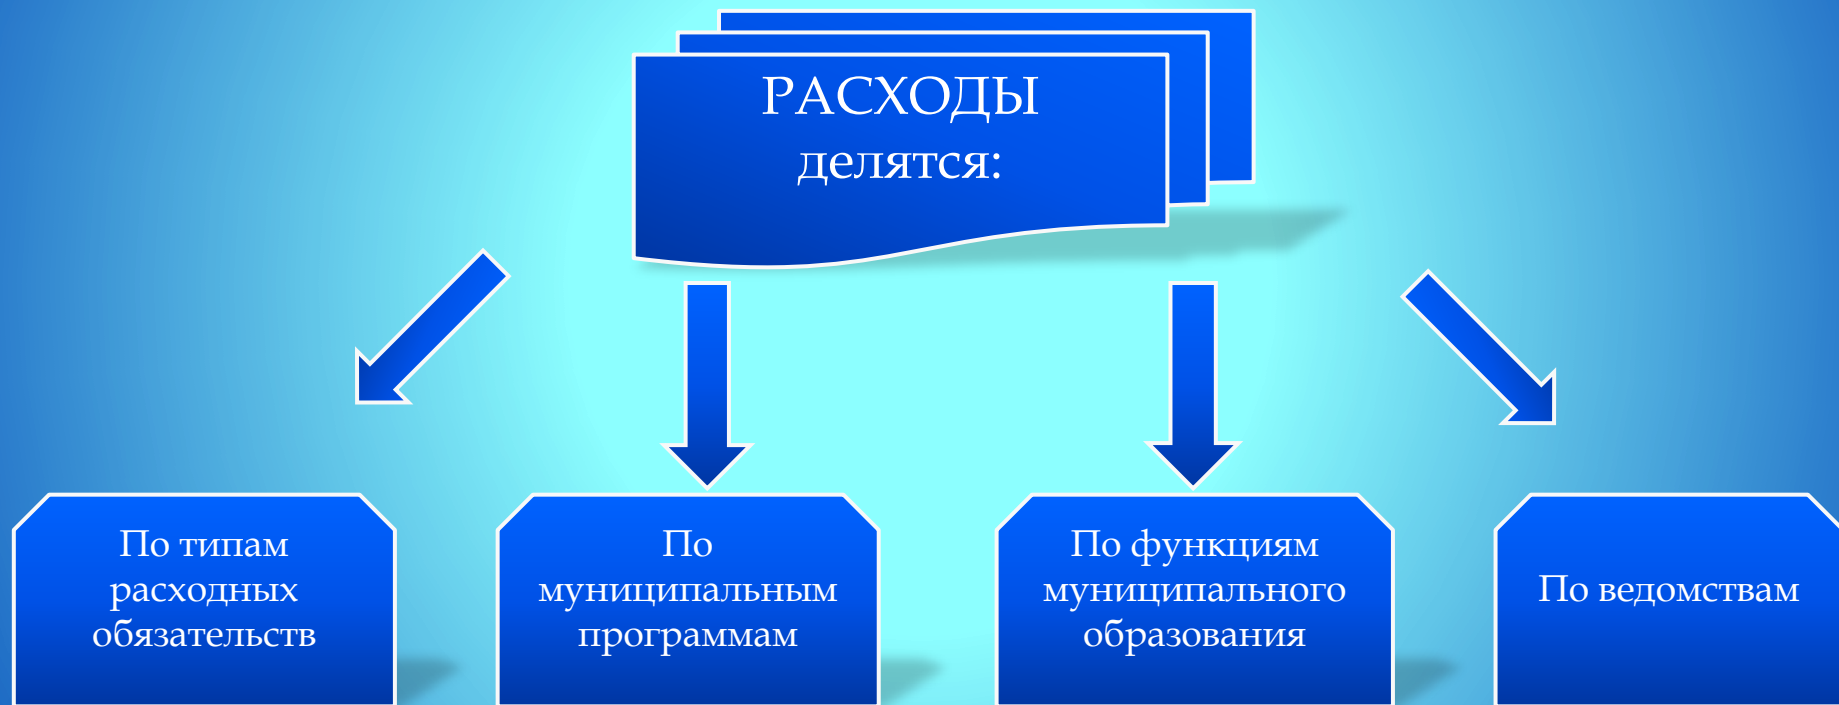 РАСХОДЫ
делятся:
По типам
расходных
обязательств
По
муниципальным
программам
По функциям
муниципального
образования
По ведомствам